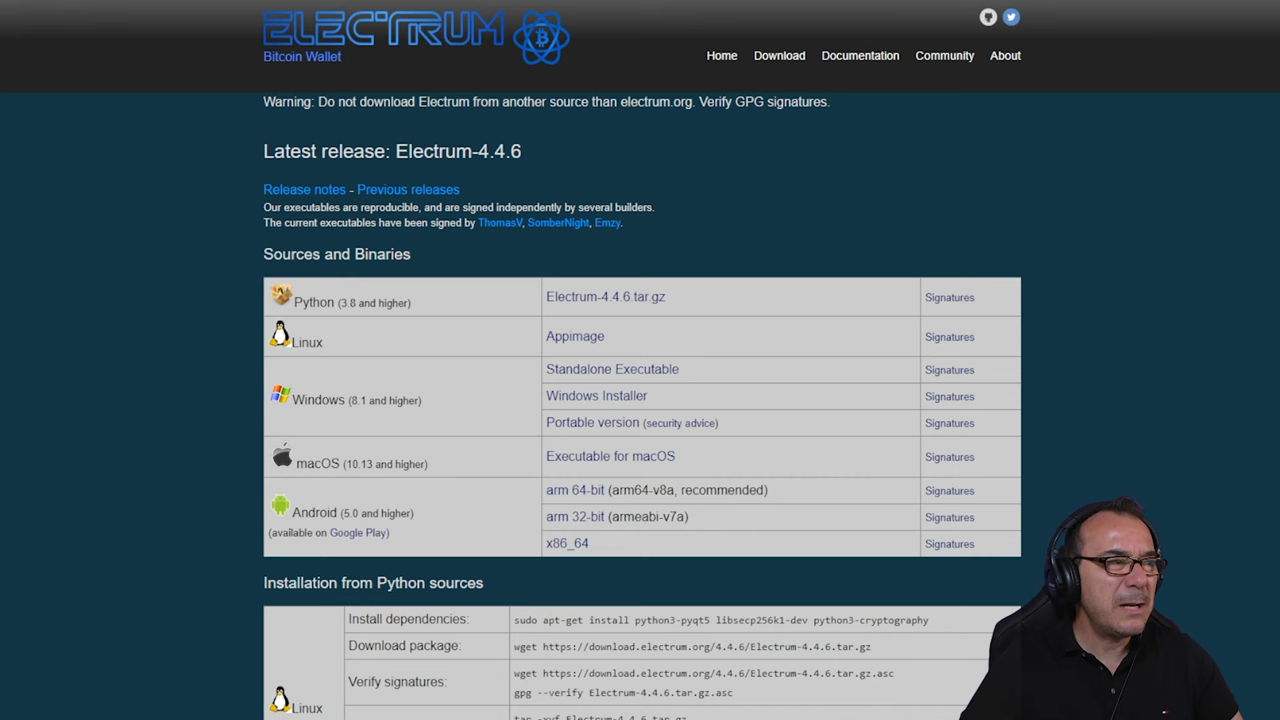 ELECTRUM
Bitcoin Wallet
Home Download Documentation Community About
Warning: Do not download Electrum from another source than electrum.org. Verify GPG signatures.
Latest release: Electrum-4.4.6
Release notes - Previous releases
Our executables are reproducible, and are signed independently by several builders.
The current executables have been signed by ThomasV, SomberNight, Emzy.
Sources and Binaries
Python (3.8 and higher) Electrum-4.4.6.tar.gz Signatures
Linux Appimage Signatures
Windows (8.1 and higher) Standalone Executable Signatures
Windows Installer Signatures
Portable version (security advice) Signatures
macOS (10.13 and higher) Executable for macOS Signatures
Android (5.0 and higher) arm 64-bit (arm64-v8a, recommended) Signatures
(available on Google Play) arm 32-bit (armeabi-v7a) Signatures
x86_64 Signatures
Installation from Python sources
Linux Install dependencies: sudo apt-get install python3-pyqt5 libsecp256k1-dev python3-cryptography
Download package: wget https://download.electrum.org/4.4.6/Electrum-4.4.6.tar.gz
Verify signatures: wget https://download.electrum.org/4.4.6/Electrum-4.4.6.tar.gz.asc
gpg --verify Electrum-4.4.6.tar.gz.asc
tar -xvf Electrum-4.4.6.tar.gz